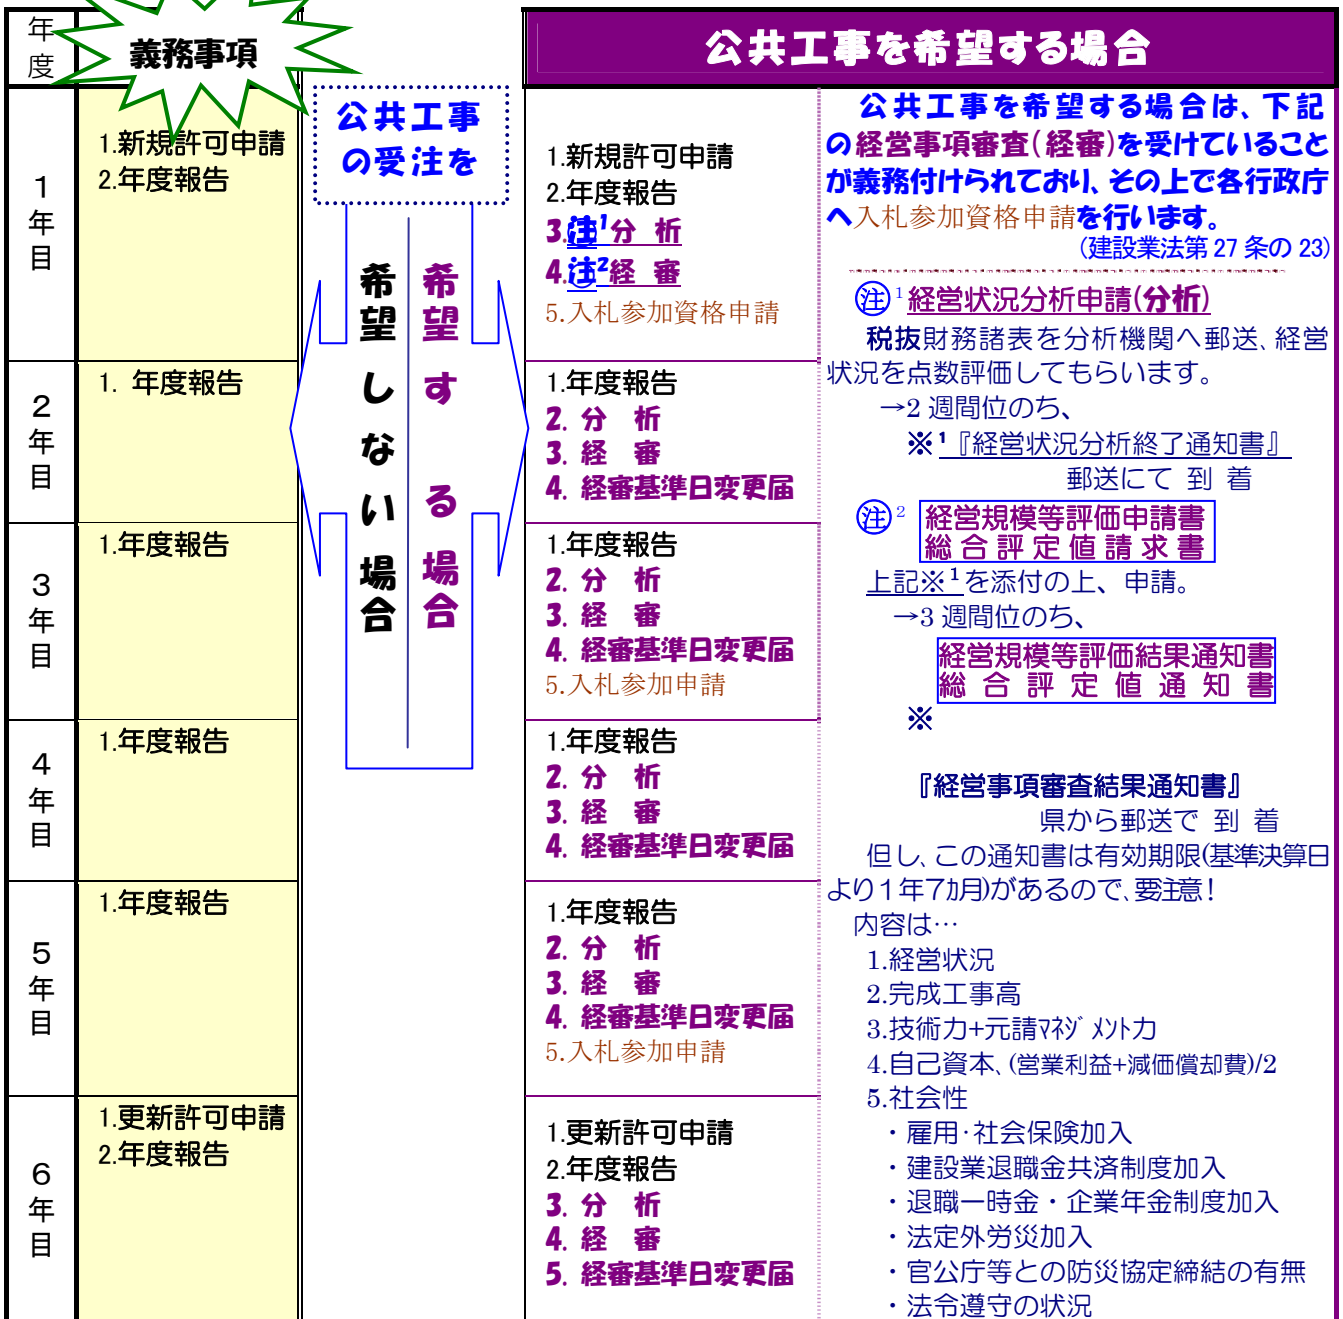 年度
義務事項
公共工事を希望する場合
公共工事
の受注を
希望しない場合
希望する場合
1年目
1.新規許可申請
2.年度報告
1.新規許可申請
2.年度報告
3.注1分 析
4.注2経 審
5.入札参加資格申請
2年目
1. 年度報告
1.年度報告
2. 分 析
3. 経 審
4. 経審基準日変更届
3年目
1.年度報告
1.年度報告
2. 分 析
3. 経 審
4. 経審基準日変更届
5.入札参加申請
4年目
1.年度報告
1.年度報告
2. 分 析
3. 経 審
4. 経審基準日変更届
5年目
1.年度報告
1.年度報告
2. 分 析
3. 経 審
4. 経審基準日変更届
5.入札参加申請
6年目
1.更新許可申請
2.年度報告
1.更新許可申請
2.年度報告
3. 分 析
4. 経 審
5. 経審基準日変更届
公共工事を希望する場合は、下記
の経営事項審査(経審)を受けていること
が義務付けられており、その上で各行政庁
へ入札参加資格申請を行います。
(建設業法第27条の23)
注1経営状況分析申請(分析)
税抜財務諸表を分析機関へ郵送、経営
状況を点数評価してもらいます。
→2週間位のち、
※1『経営状況分析終了通知書』
郵送にて 到 着
注2 経営規模等評価申請書
総合評定値請求書
上記※1を添付の上、申請。
→3週間位のち、
経営規模等評価結果通知書
総合評定値通知書
※
『経営事項審査結果通知書』
県から郵送で 到 着
但し、この通知書は有効期限(基準決算日
より1年7ヵ月)があるので、要注意!
内容は…
1.経営状況
2.完成工事高
3.技術力+元請ﾏﾈｼﾞﾒﾝﾄ力
4.自己資本、(営業利益+減価償却費)/2
5.社会性
・雇用・社会保険加入
・建設業退職金共済制度加入
・退職一時金・企業年金制度加入
・法定外労災加入
・官公庁等との防災協定締結の有無
・法令遵守の状況